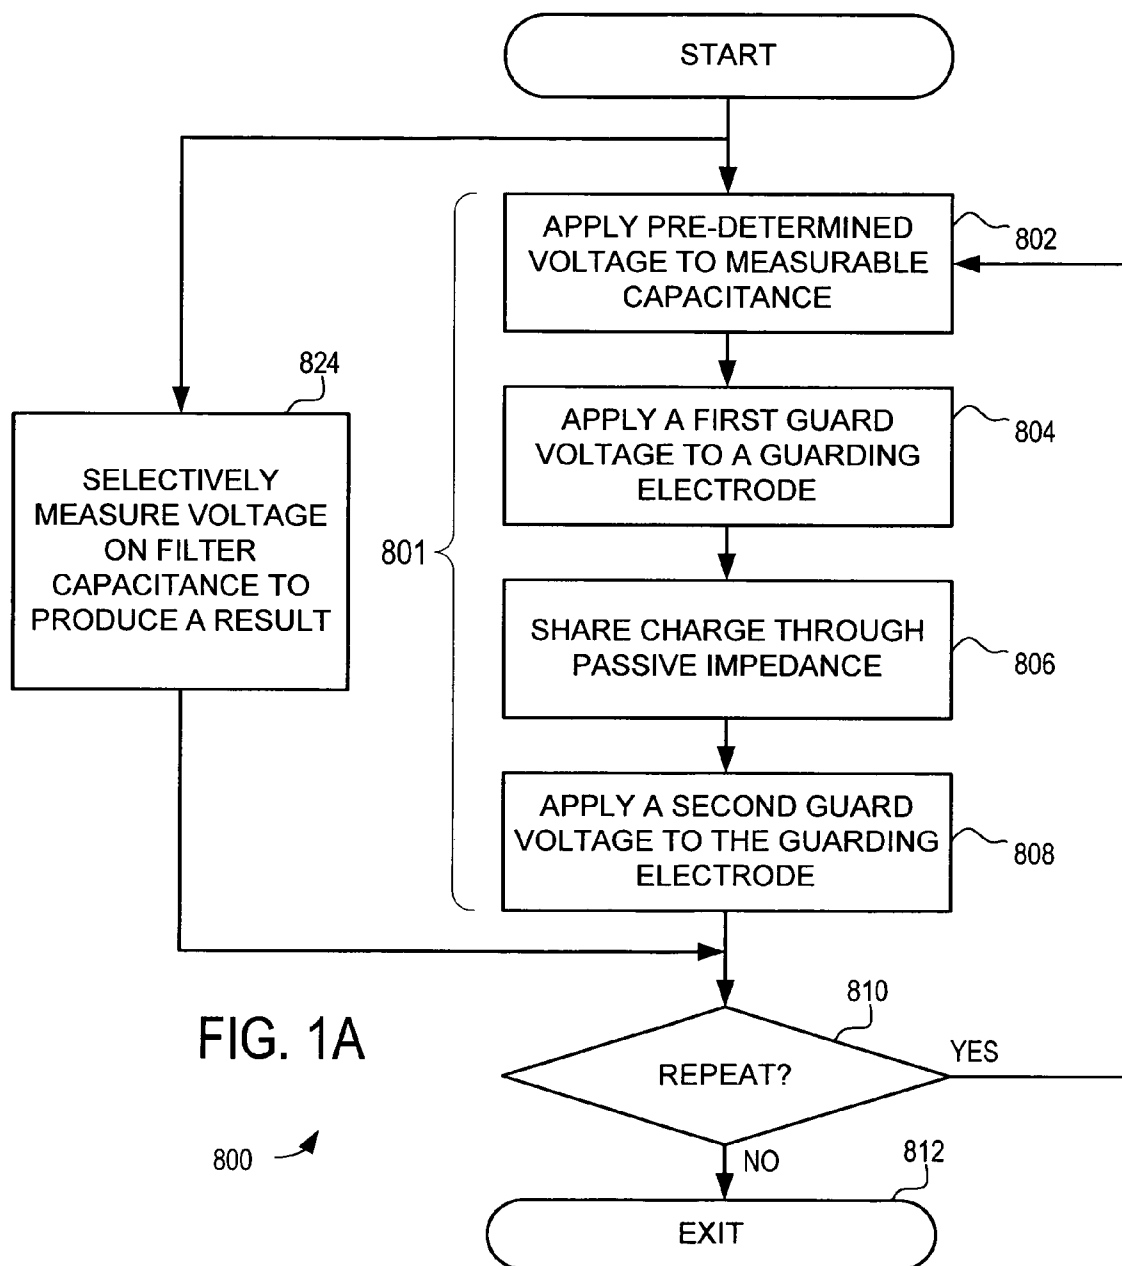 START
APPLY PRE-DETERMINED
VOLTAGE TO MEASURABLE
CAPACITANCE
802
824
SELECTIVELY
MEASURE VOLTAGE
ON FILTER
CAPACITANCE TO
PRODUCE A RESULT
801
APPLY A FIRST GUARD
VOLTAGE TO A GUARDING
ELECTRODE
804
SHARE CHARGE THROUGH
PASSIVE IMPEDANCE
806
APPLY A SECOND GUARD
VOLTAGE TO THE GUARDING
ELECTRODE
808
FIG. 1A
810
REPEAT?
YES
800
NO
812
EXIT